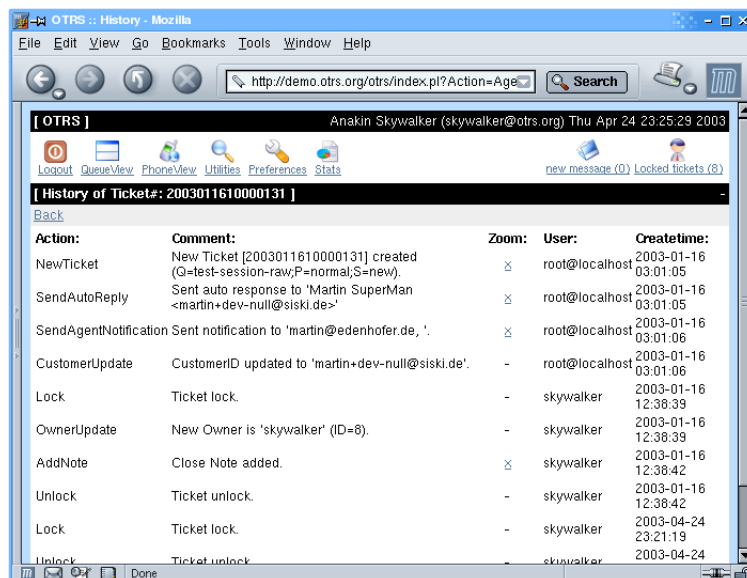 OTRS :: History - Mozilla
File Edit View Go Bookmarks Tools Window Help
http://demo.otrs.org/otrs/index.pl?Action=Age Search
[ OTRS ] Anakin Skywalker (skywalker@otrs.org) Thu Apr 24 23:25:29 2003
Logout QueueView PhoneView Utilities Preferences Stats new message (0) Locked tickets (8)
[ History of Ticket#: 2003011610000131 ] -
Back
Action: Comment: Zoom: User: Createtime:
NewTicket New Ticket [2003011610000131] created (Q=test-session-raw;P=normal;S=new). x root@localhost 2003-01-16 03:01:05
SendAutoReply Sent auto response to 'Martin SuperMan <martin+dev-null@siski.de>' x root@localhost 2003-01-16 03:01:05
SendAgentNotification Sent notification to 'martin@edenhofer.de, '. x root@localhost 2003-01-16 03:01:06
CustomerUpdate CustomerID updated to 'martin+dev-null@siski.de'. - root@localhost 2003-01-16 03:01:06
Lock Ticket lock. - skywalker 2003-01-16 12:38:39
OwnerUpdate New Owner is 'skywalker' (ID=8). - skywalker 2003-01-16 12:38:39
AddNote Close Note added. x skywalker 2003-01-16 12:38:42
Unlock Ticket unlock. - skywalker 2003-01-16 12:38:42
Lock Ticket lock. - skywalker 2003-04-24 23:21:19
Unlock Ticket unlock. - skywalker 2003-04-24
Done